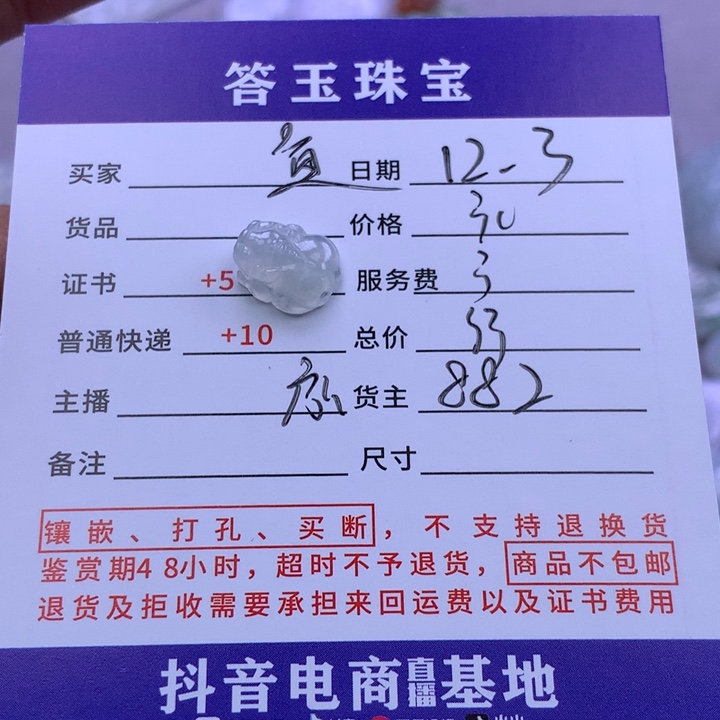 答玉珠宝
买家 日期 12-3
货品 价格 30
证书 +5 服务费 3
普通快递 +10 总价
主播 货主 882
备注 尺寸
镶嵌、打孔、买断，不支持退换货
鉴赏期48小时，超时不予退货，商品不包邮
退货及拒收需要承担来回运费以及证书费用
抖音电商直播基地